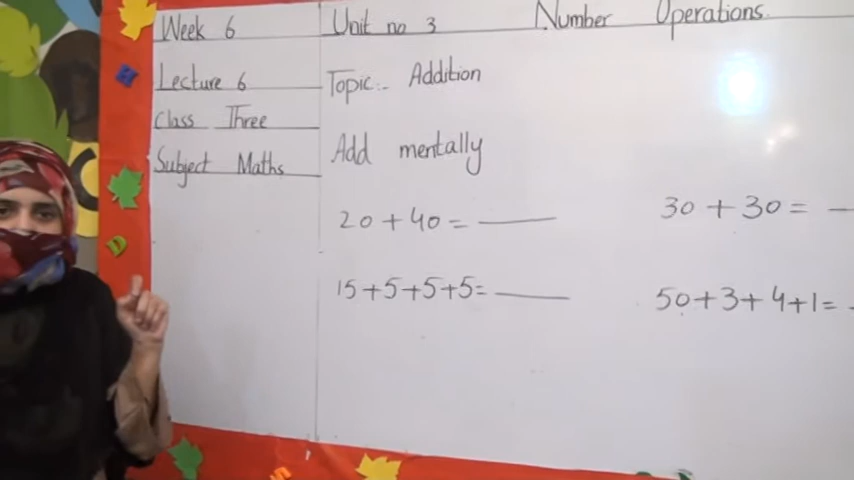 Week 6
Unit no 3 Number Operations
Lecture 6
Topic:- Addition
Class Three
Subject Maths
Add mentally
20 + 40 = ____
30 + 30 = __
15+5+5+5= ____
50+3+4+1=